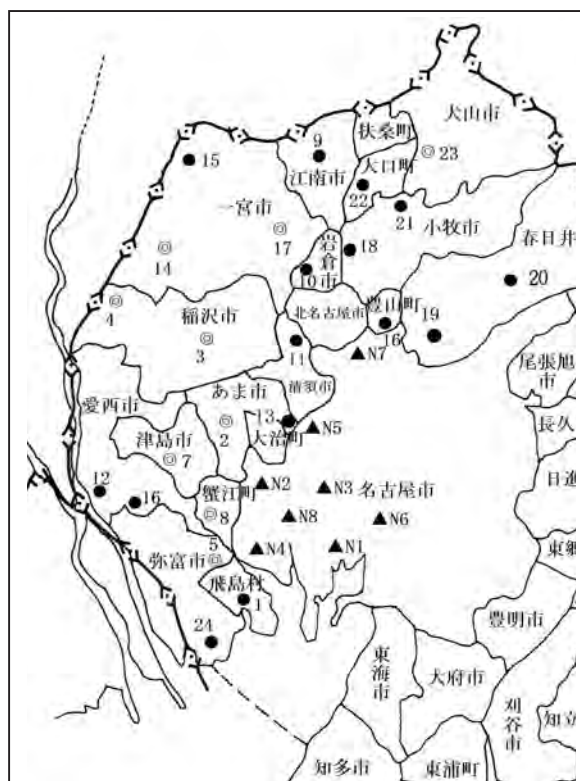 扶桑町
犬山市
9
23
15
江南市
大口町
22
一宮市
21
小牧市
17
岩倉市
18
春日井
14
10
20
4
稲沢市
北名古屋市
豊山町
19
3
16
11
N7
尾張旭市
清須市
愛西市
あま市
13
長久
N5
津島市
2
大治町
7
日進
12
N2
N3
名古屋市
16
蟹江町
8
N8
N6
東郷
5
N4
N1
弥富市
飛島村
1
豊明市
24
東海市
大府市
刈谷市
知立
知多市
東浦町